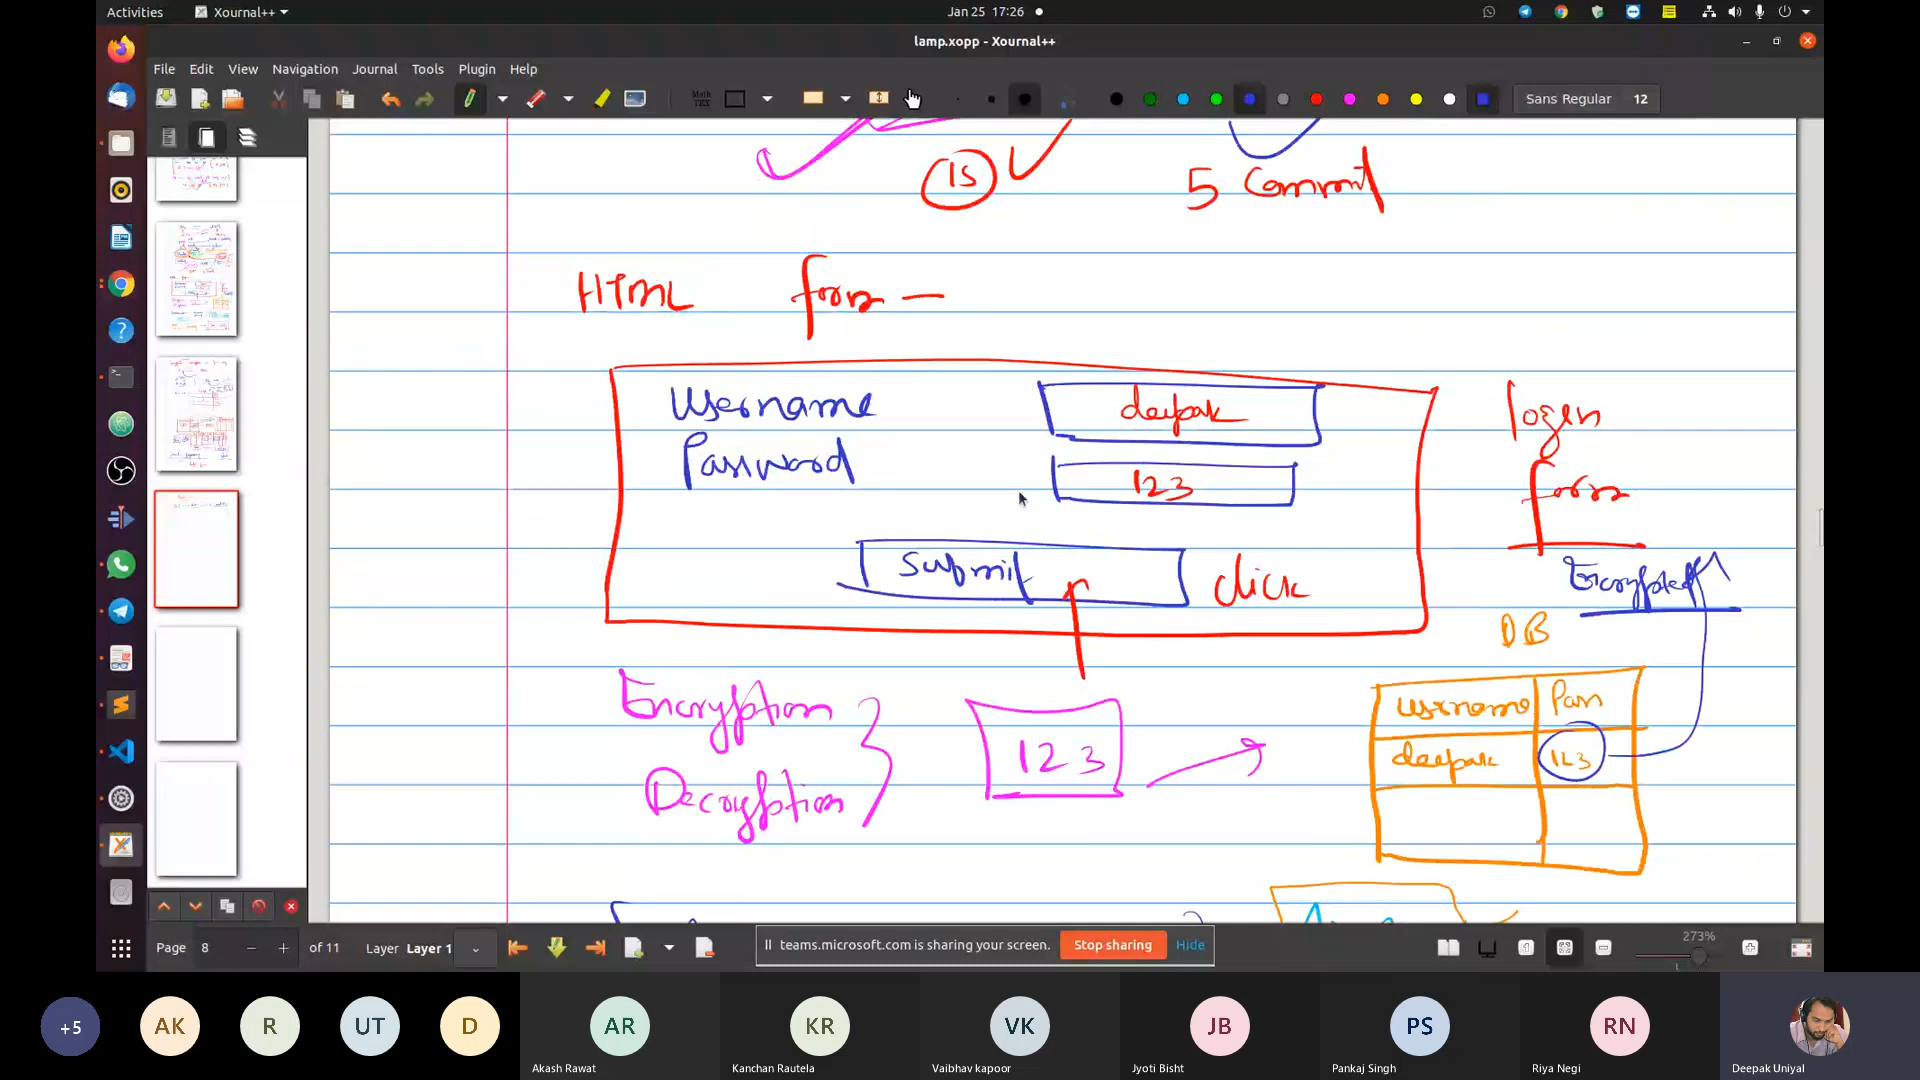 Activities
Xournal++
Jan 25 17:26
lamp.xopp - Xournal++
File Edit View Navigation Journal Tools Plugin Help
Sans Regular 12
15
5 Comment
HTML form —
Username deepak
Password 123
Submit click
login
form
Encrypted
DB
Encryption
Decryption
123
username Pass
deepak 123
Page 8 of 11 Layer Layer 1
teams.microsoft.com is sharing your screen. Stop sharing Hide
273%
+5 AK R UT D AR KR VK JB PS RN
Akash Rawat Kanchan Rautela Vaibhav kapoor Jyoti Bisht Pankaj Singh Riya Negi Deepak Uniyal